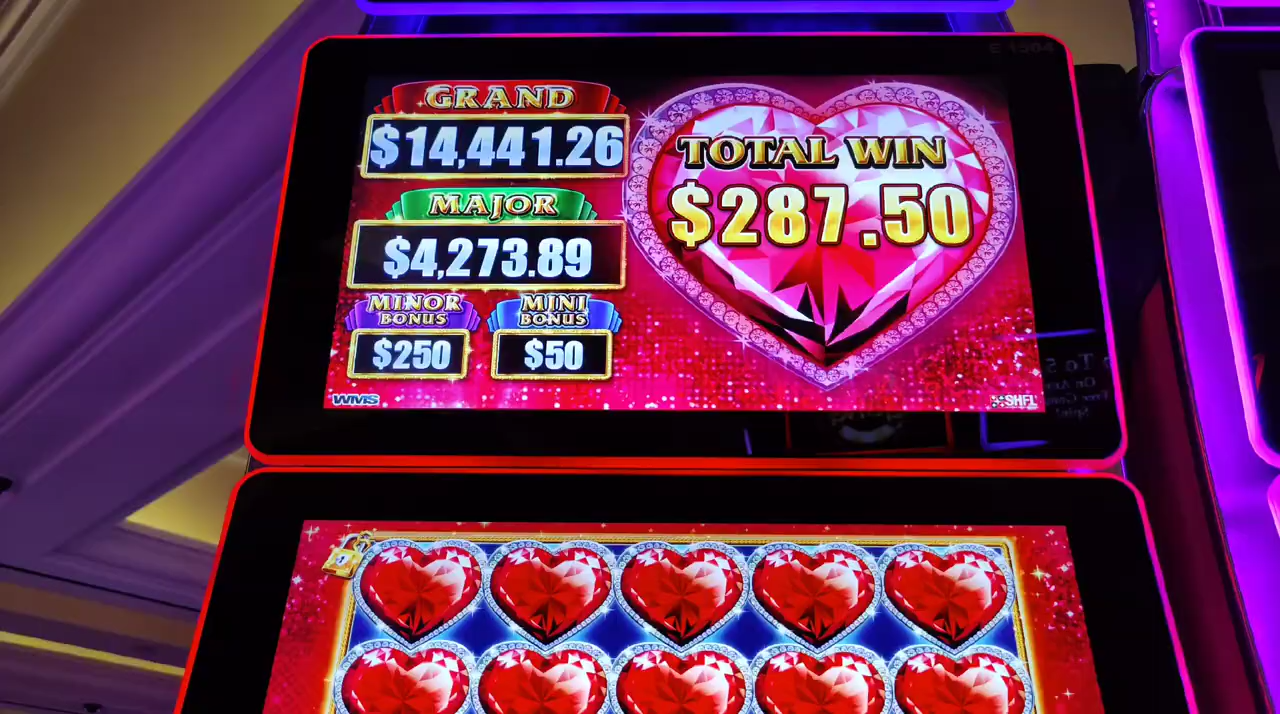 E 1504
GRAND
$14,441.26
MAJOR
$4,273.89
MINOR
BONUS
$250
MINI
BONUS
$50
TOTAL WIN
$287.50
WMS
SHFL